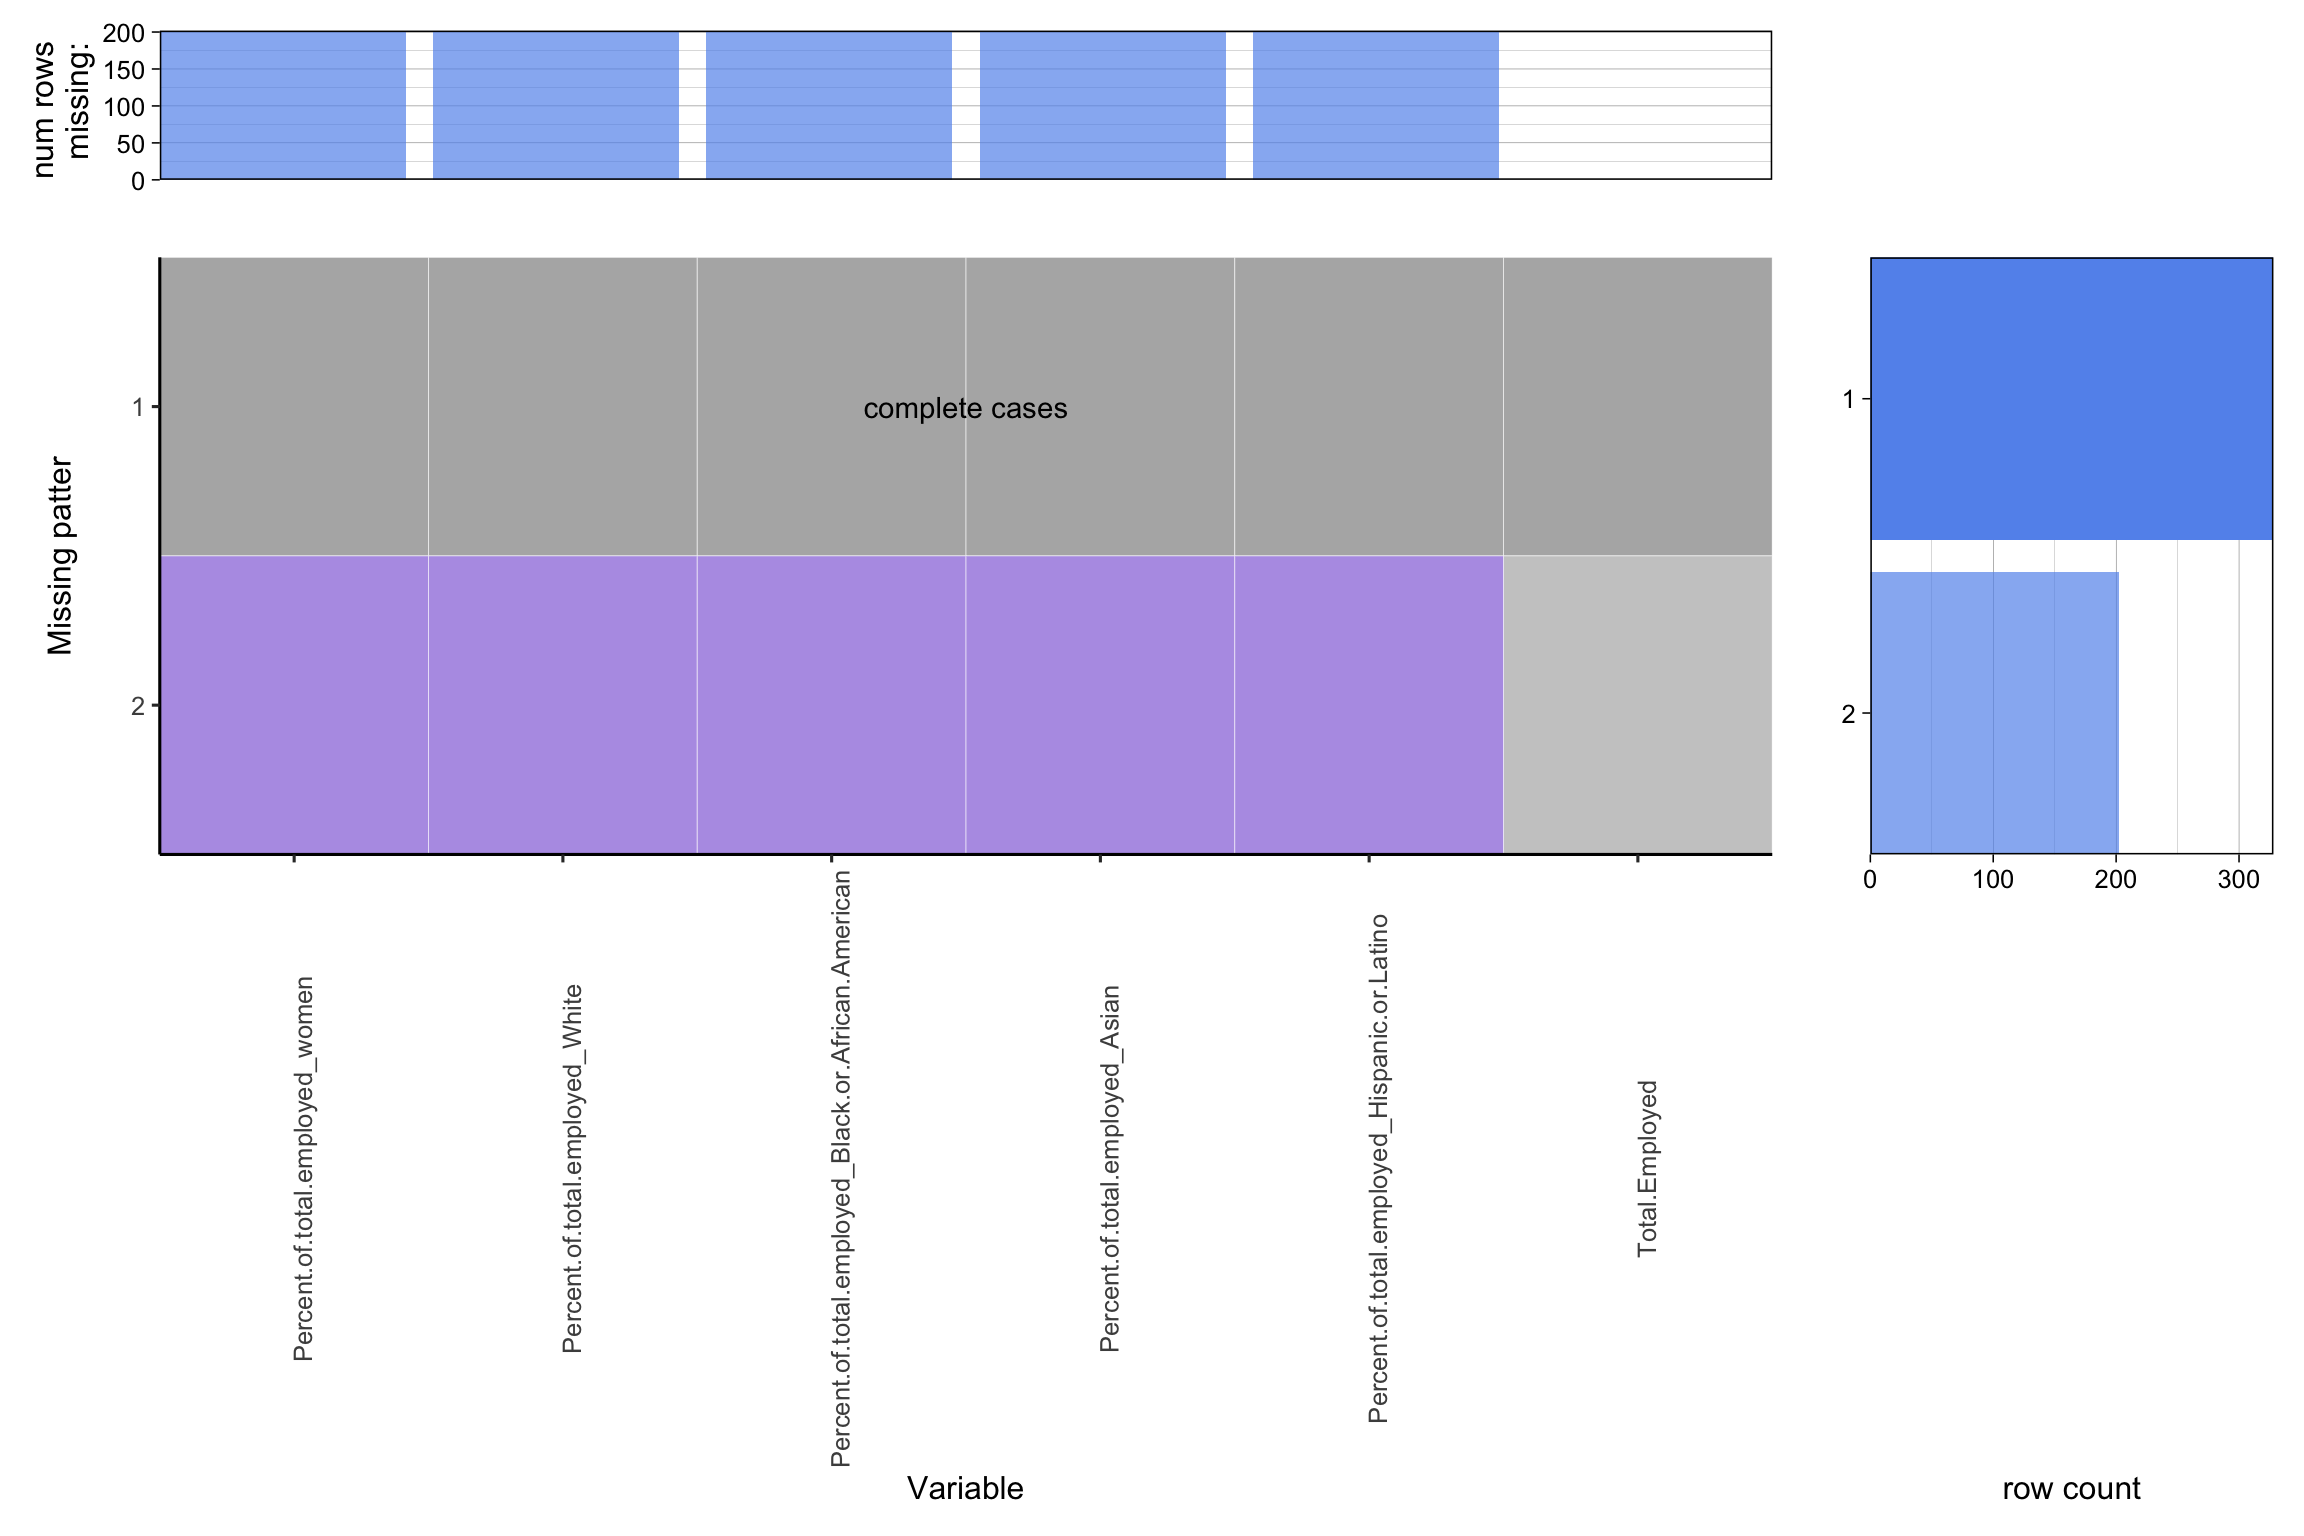 num rows
missing:
200
150
100
50
0
Missing patter
1
2
complete cases
1
2
0
100
200
300
Percent.of.total.employed_women
Percent.of.total.employed_White
Percent.of.total.employed_Black.or.African.American
Percent.of.total.employed_Asian
Percent.of.total.employed_Hispanic.or.Latino
Total.Employed
Variable
row count